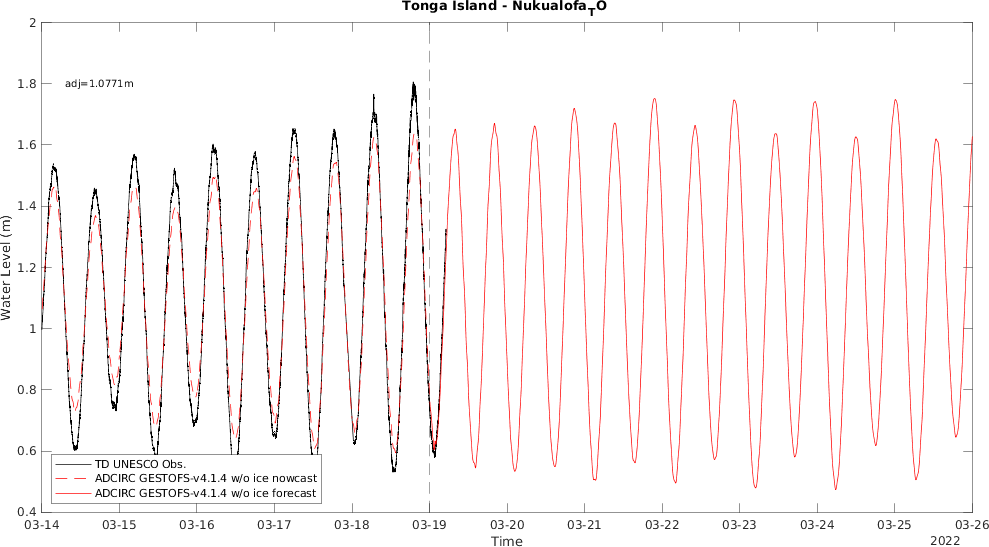 Tonga Island - Nukualofa_TO
2
1.8
1.6
1.4
1.2
1
0.8
0.6
0.4
Water Level (m)
adj=1.0771m
TD UNESCO Obs.
ADCIRC GESTOFS-v4.1.4 w/o ice nowcast
ADCIRC GESTOFS-v4.1.4 w/o ice forecast
03-14 03-15 03-16 03-17 03-18 03-19 03-20 03-21 03-22 03-23 03-24 03-25 03-26
Time
2022